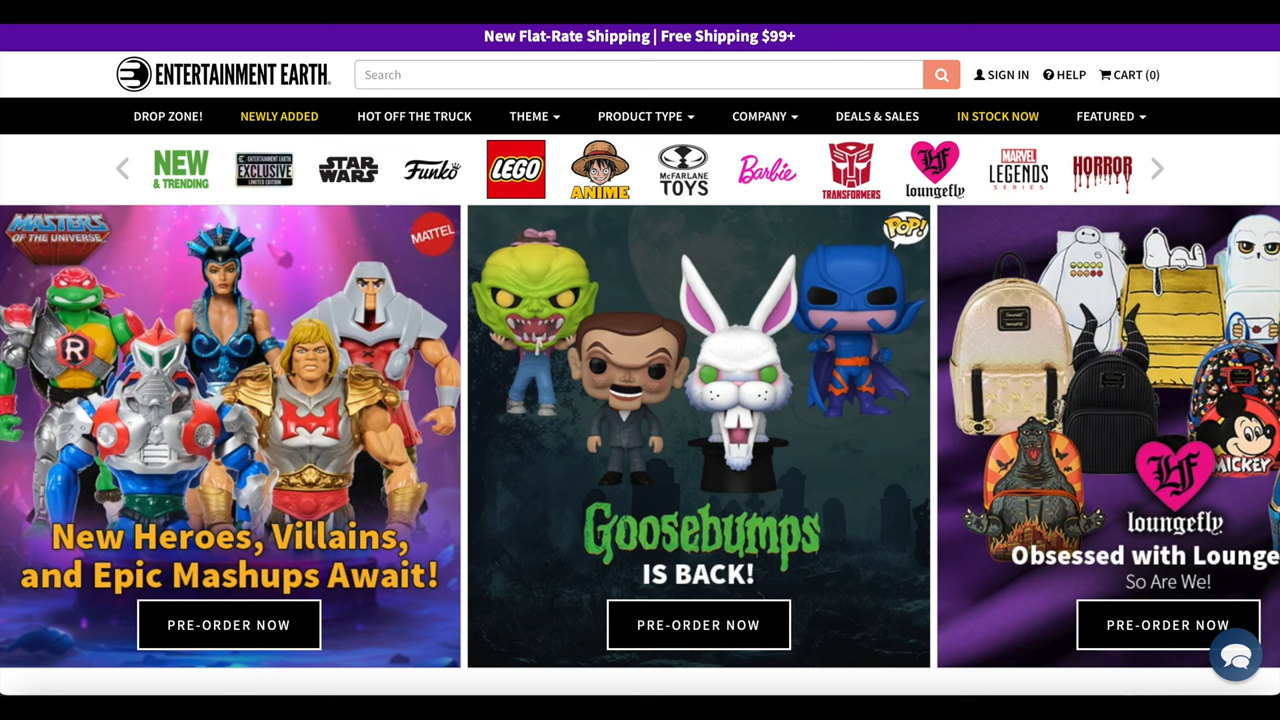 New Flat-Rate Shipping | Free Shipping $99+
ENTERTAINMENT EARTH
Search
SIGN IN
HELP
CART (0)
DROP ZONE!
NEWLY ADDED
HOT OFF THE TRUCK
THEME
PRODUCT TYPE
COMPANY
DEALS & SALES
IN STOCK NOW
FEATURED
NEW
& TRENDING
ENTERTAINMENT EARTH
EXCLUSIVE
LIMITED EDITION
STAR
WARS
Funko
LEGO
ANIME
McFARLANE
TOYS
Barbie
TRANSFORMERS
loungefly
MARVEL
LEGENDS
SERIES
HORROR
MASTERS
OF THE UNIVERSE
MATTEL
R
New Heroes, Villains,
and Epic Mashups Await!
PRE-ORDER NOW
POP!
Goosebumps
IS BACK!
PRE-ORDER NOW
MICKEY
LF
loungefly
Obsessed with Lounge
So Are We!
PRE-ORDER NOW